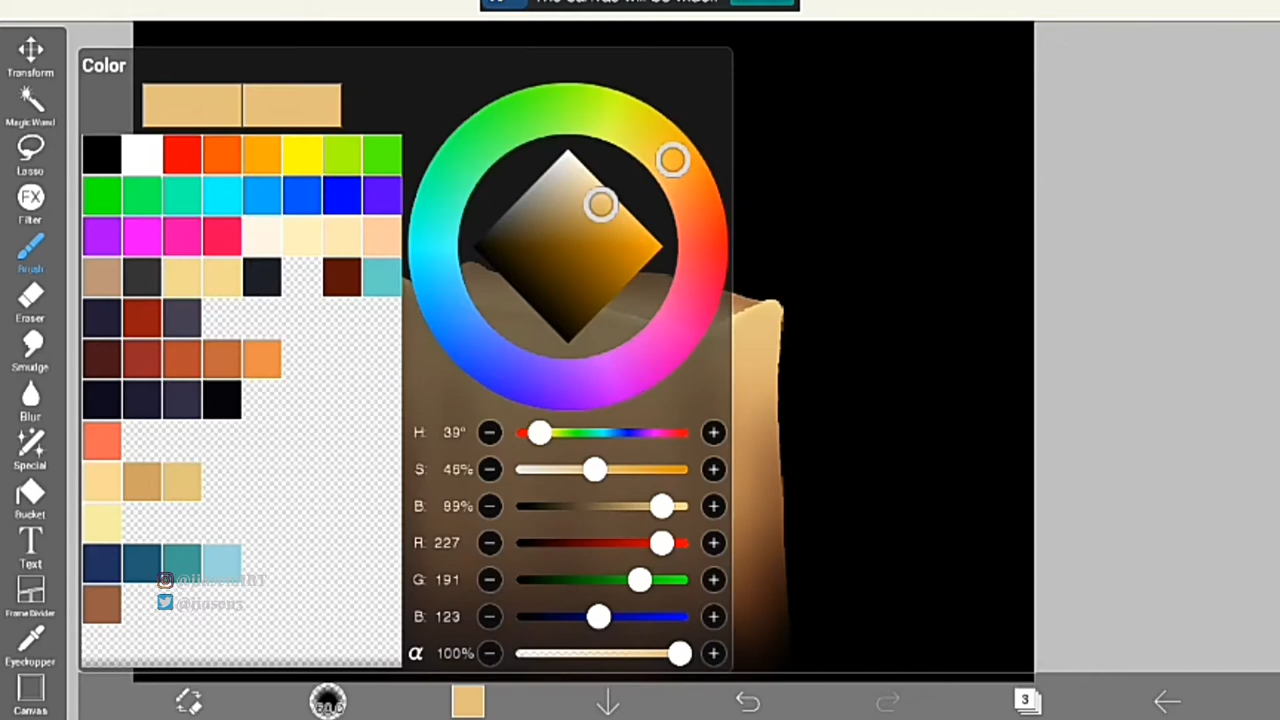 Color
Transform
Magic Wand
Lasso
Filter
FX
Brush
Eraser
Smudge
Blur
Special
Bucket
Text
Frame Divider
Eyedropper
Canvas
H: 39°
S: 46%
B: 89%
R: 227
G: 191
B: 123
α 100%
@jjasen3
3